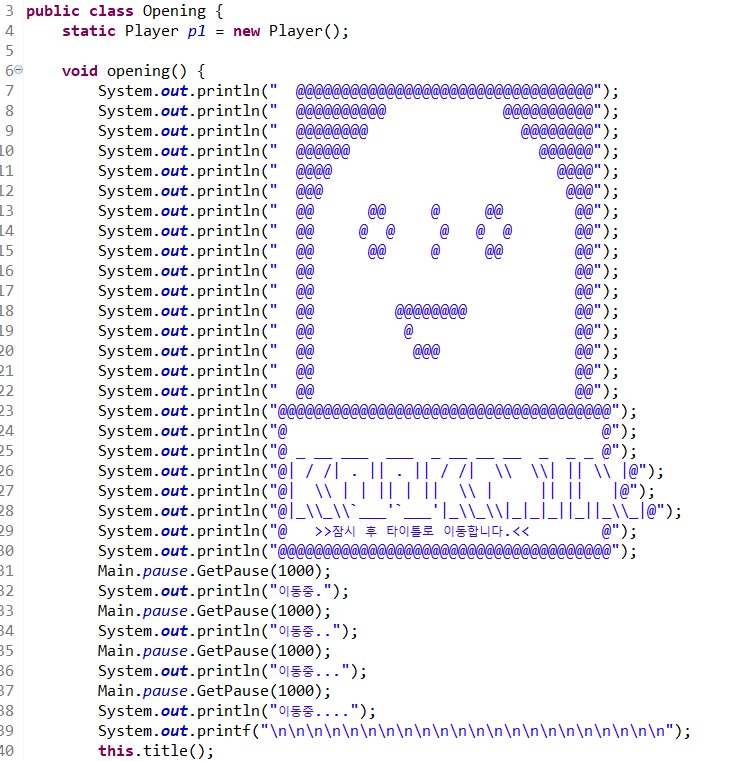 3 public class Opening {
4     static Player p1 = new Player();
5
6     void opening() {
7         System.out.println("  @@@@@@@@@@@@@@@@@@@@@@@@@@@@@@@@@");
8         System.out.println("  @@@@@@@@@@             @@@@@@@@@@");
9         System.out.println("  @@@@@@@@                 @@@@@@@@");
10         System.out.println("  @@@@@@                     @@@@@@");
11         System.out.println("  @@@@                         @@@@");
12         System.out.println("  @@@                           @@@");
13         System.out.println("  @@      @@     @     @@        @@");
14         System.out.println("  @@     @  @     @   @  @       @@");
15         System.out.println("  @@      @@     @     @@        @@");
16         System.out.println("  @@                             @@");
17         System.out.println("  @@                             @@");
18         System.out.println("  @@         @@@@@@@@            @@");
19         System.out.println("  @@          @                  @@");
20         System.out.println("  @@           @@@               @@");
21         System.out.println("  @@                             @@");
22         System.out.println("  @@                             @@");
23         System.out.println("@@@@@@@@@@@@@@@@@@@@@@@@@@@@@@@@@@@@@");
24         System.out.println("@                                   @");
25         System.out.println("@ _ __ ___  ___  _ __ __ __  _  _ _ @");
26         System.out.println("@| / /| . || . || / /|  \\  \\| || \\ |@");
27         System.out.println("@|  \\ | | || | ||  \\ |     || ||   |@");
28         System.out.println("@|_\\_\\`___'`___'|_\\_\\|_|_|_||_||_\\_|@");
29         System.out.println("@   >>잠시 후 타이틀로 이동합니다.<<        @");
30         System.out.println("@@@@@@@@@@@@@@@@@@@@@@@@@@@@@@@@@@@@@");
31         Main.pause.GetPause(1000);
32         System.out.println("이동중.");
33         Main.pause.GetPause(1000);
34         System.out.println("이동중..");
35         Main.pause.GetPause(1000);
36         System.out.println("이동중...");
37         Main.pause.GetPause(1000);
38         System.out.println("이동중....");
39         System.out.printf("\n\n\n\n\n\n\n\n\n\n\n\n\n\n\n\n\n\n\n\n\n\n");
40         this.title();